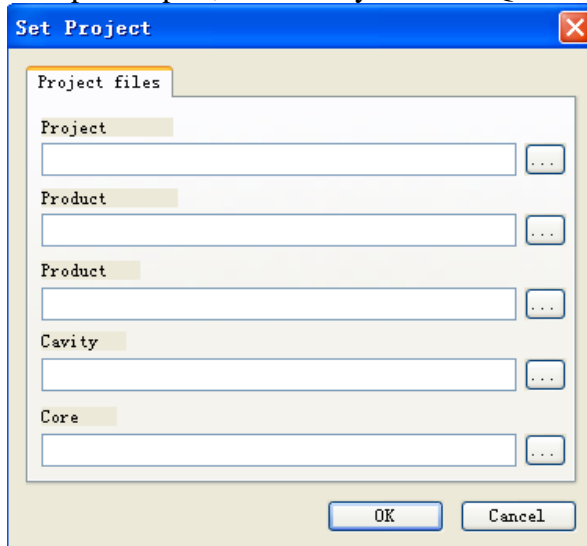 Set Project
Project files
Project
...
Product
...
Product
...
Cavity
...
Core
...
OK
Cancel